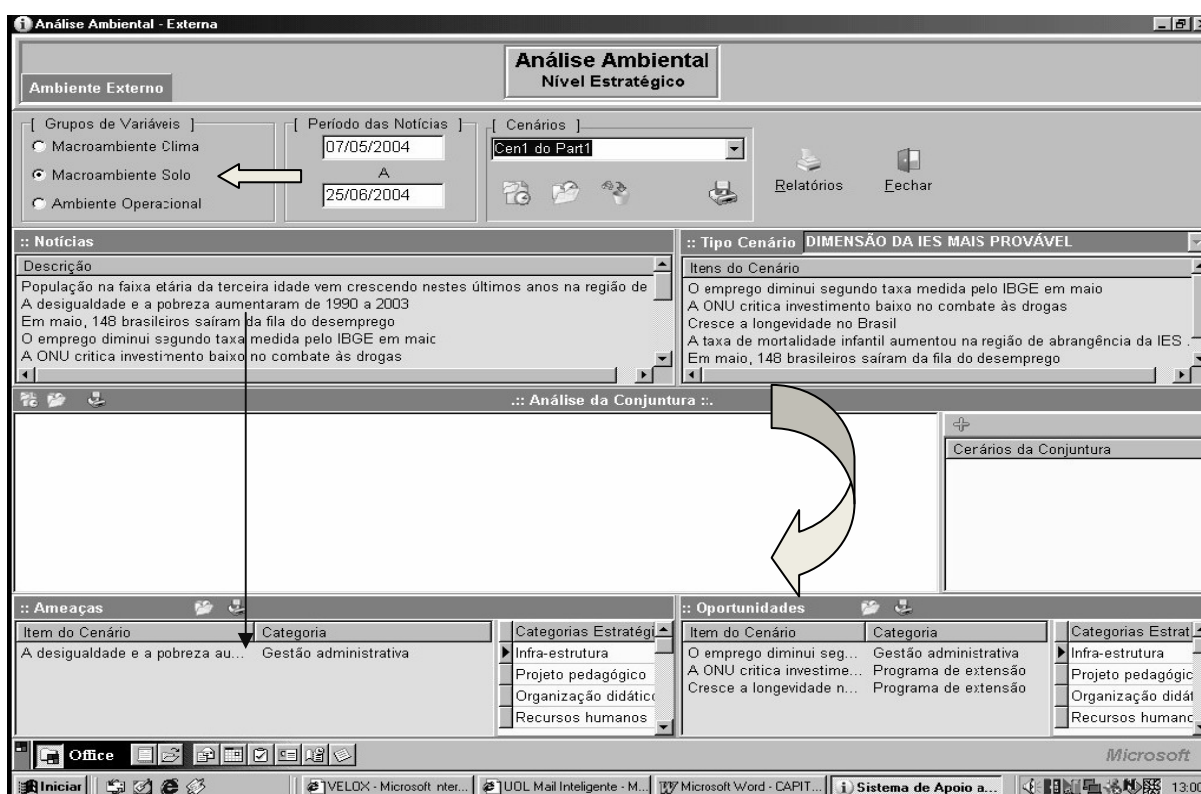 Análise Ambiental - Externa
Análise Ambiental
Nível Estratégico
Ambiente Externo
[ Grupos de Variáveis ]
Macroambiente Clima
Macroambiente Solo
Ambiente Operacional
[ Período das Notícias ]
07/05/2004
A
25/06/2004
[ Cenários ]
Cen1 do Part1
Relatórios
Fechar
:: Notícias
Descrição
População na faixa etária da terceira idade vem crescendo nestes últimos anos na região de
A desigualdade e a pobreza aumentaram de 1990 a 2003
Em maio, 148 brasileiros saíram da fila do desemprego
O emprego diminui segundo taxa medida pelo IBGE em maio
A ONU critica investimento baixo no combate às drogas
:: Tipo Cenário DIMENSÃO DA IES MAIS PROVÁVEL
Itens do Cenário
O emprego diminui segundo taxa medida pelo IBGE em maio
A ONU critica investimento baixo no combate às drogas
Cresce a longevidade no Brasil
A taxa de mortalidade infantil aumentou na região de abrangência da IES .
Em maio, 148 brasileiros saíram da fila do desemprego
.:: Análise da Conjuntura ::.
Cerários da Conjuntura
:: Ameaças
Item do Cenário Categoria
A desigualdade e a pobreza au... Gestão administrativa
Categorias Estratégi
Infra-estrutura
Projeto pedagógico
Organização didátic
Recursos humanos
:: Oportunidades
Item do Cenário Categoria
O emprego diminui seg... Gestão administrativa
A ONU critica investime... Programa de extensão
Cresce a longevidade n... Programa de extensão
Categorias Estrat
Infra-estrutura
Projeto pedagógic
Organização didát
Recursos humanc
Office
Microsoft
Iniciar
VELOX - Microsoft nter...
UOL Mail Inteligente - M...
Microsoft Word - CAPIT...
Sistema de Apoio a...
13:00